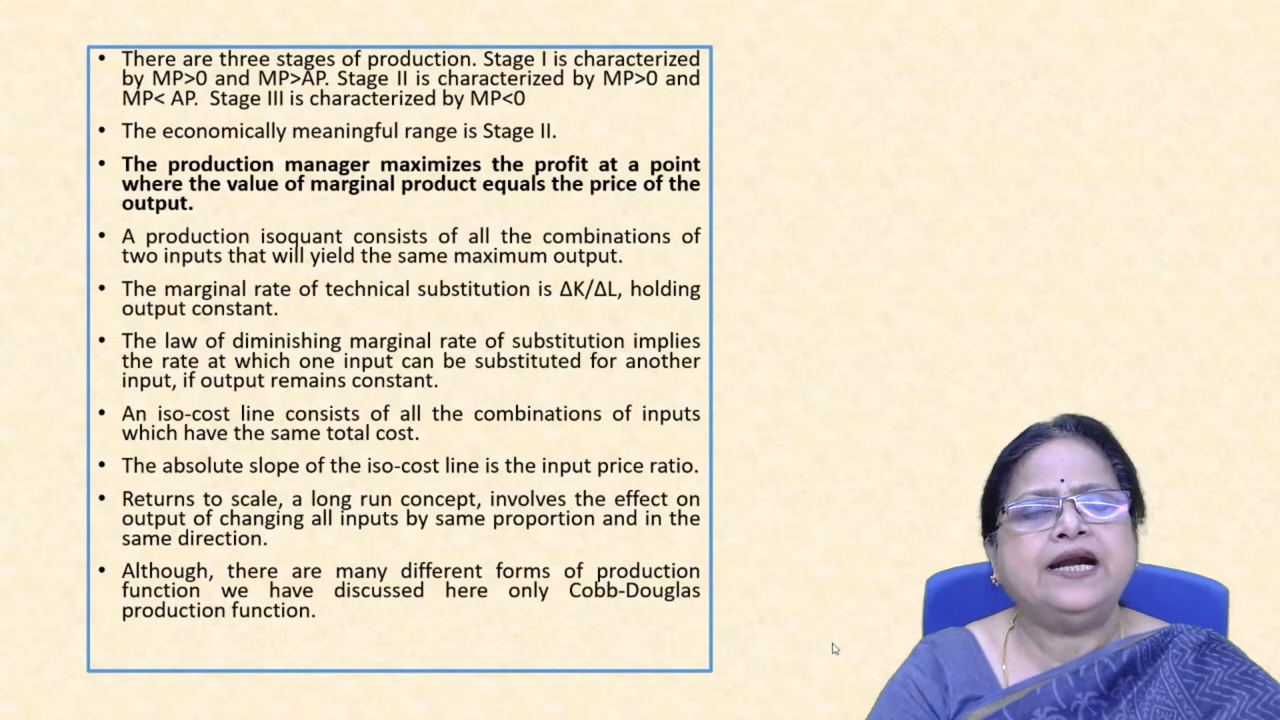 • There are three stages of production. Stage I is characterized
by MP>0 and MP>AP. Stage II is characterized by MP>0 and
MP< AP. Stage III is characterized by MP<0
• The economically meaningful range is Stage II.
• The production manager maximizes the profit at a point
where the value of marginal product equals the price of the
output.
• A production isoquant consists of all the combinations of
two inputs that will yield the same maximum output.
• The marginal rate of technical substitution is ΔK/ΔL, holding
output constant.
• The law of diminishing marginal rate of substitution implies
the rate at which one input can be substituted for another
input, if output remains constant.
• An iso-cost line consists of all the combinations of inputs
which have the same total cost.
• The absolute slope of the iso-cost line is the input price ratio.
• Returns to scale, a long run concept, involves the effect on
output of changing all inputs by same proportion and in the
same direction.
• Although, there are many different forms of production
function we have discussed here only Cobb-Douglas
production function.